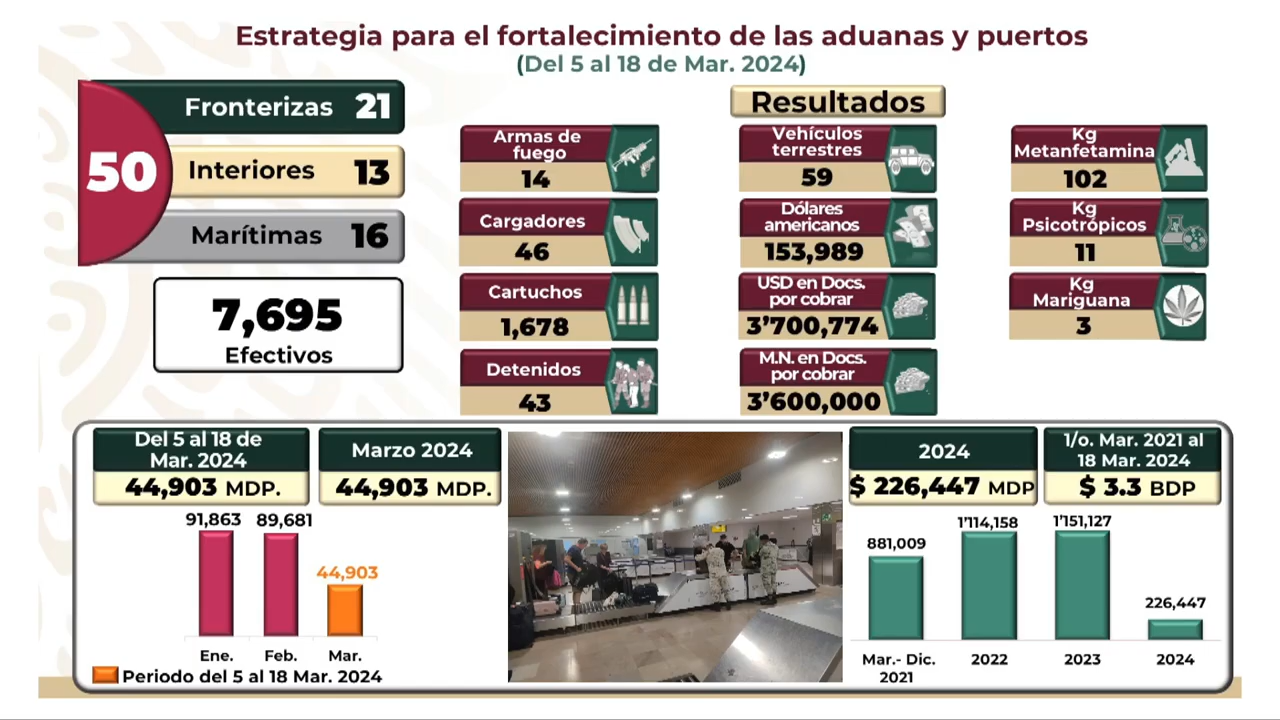 Estrategia para el fortalecimiento de las aduanas y puertos
(Del 5 al 18 de Mar. 2024)
50
Fronterizas 21
Interiores 13
Marítimas 16
7,695
Efectivos
Resultados
Armas de
fuego
14
Cargadores
46
Cartuchos
1,678
Detenidos
43
Vehículos
terrestres
59
Dólares
americanos
153,989
USD en Docs.
por cobrar
3’700,774
M.N. en Docs.
por cobrar
3’600,000
Kg
Metanfetamina
102
Kg
Psicotrópicos
11
Kg
Mariguana
3
Del 5 al 18 de
Mar. 2024
44,903 MDP.
Marzo 2024
44,903 MDP.
91,863
89,681
44,903
Ene.
Feb.
Mar.
Periodo del 5 al 18 Mar. 2024
2024
$ 226,447 MDP
1/o. Mar. 2021 al
18 Mar. 2024
$ 3.3 BDP
881,009
1’114,158
1’151,127
226,447
Mar.- Dic.
2021
2022
2023
2024